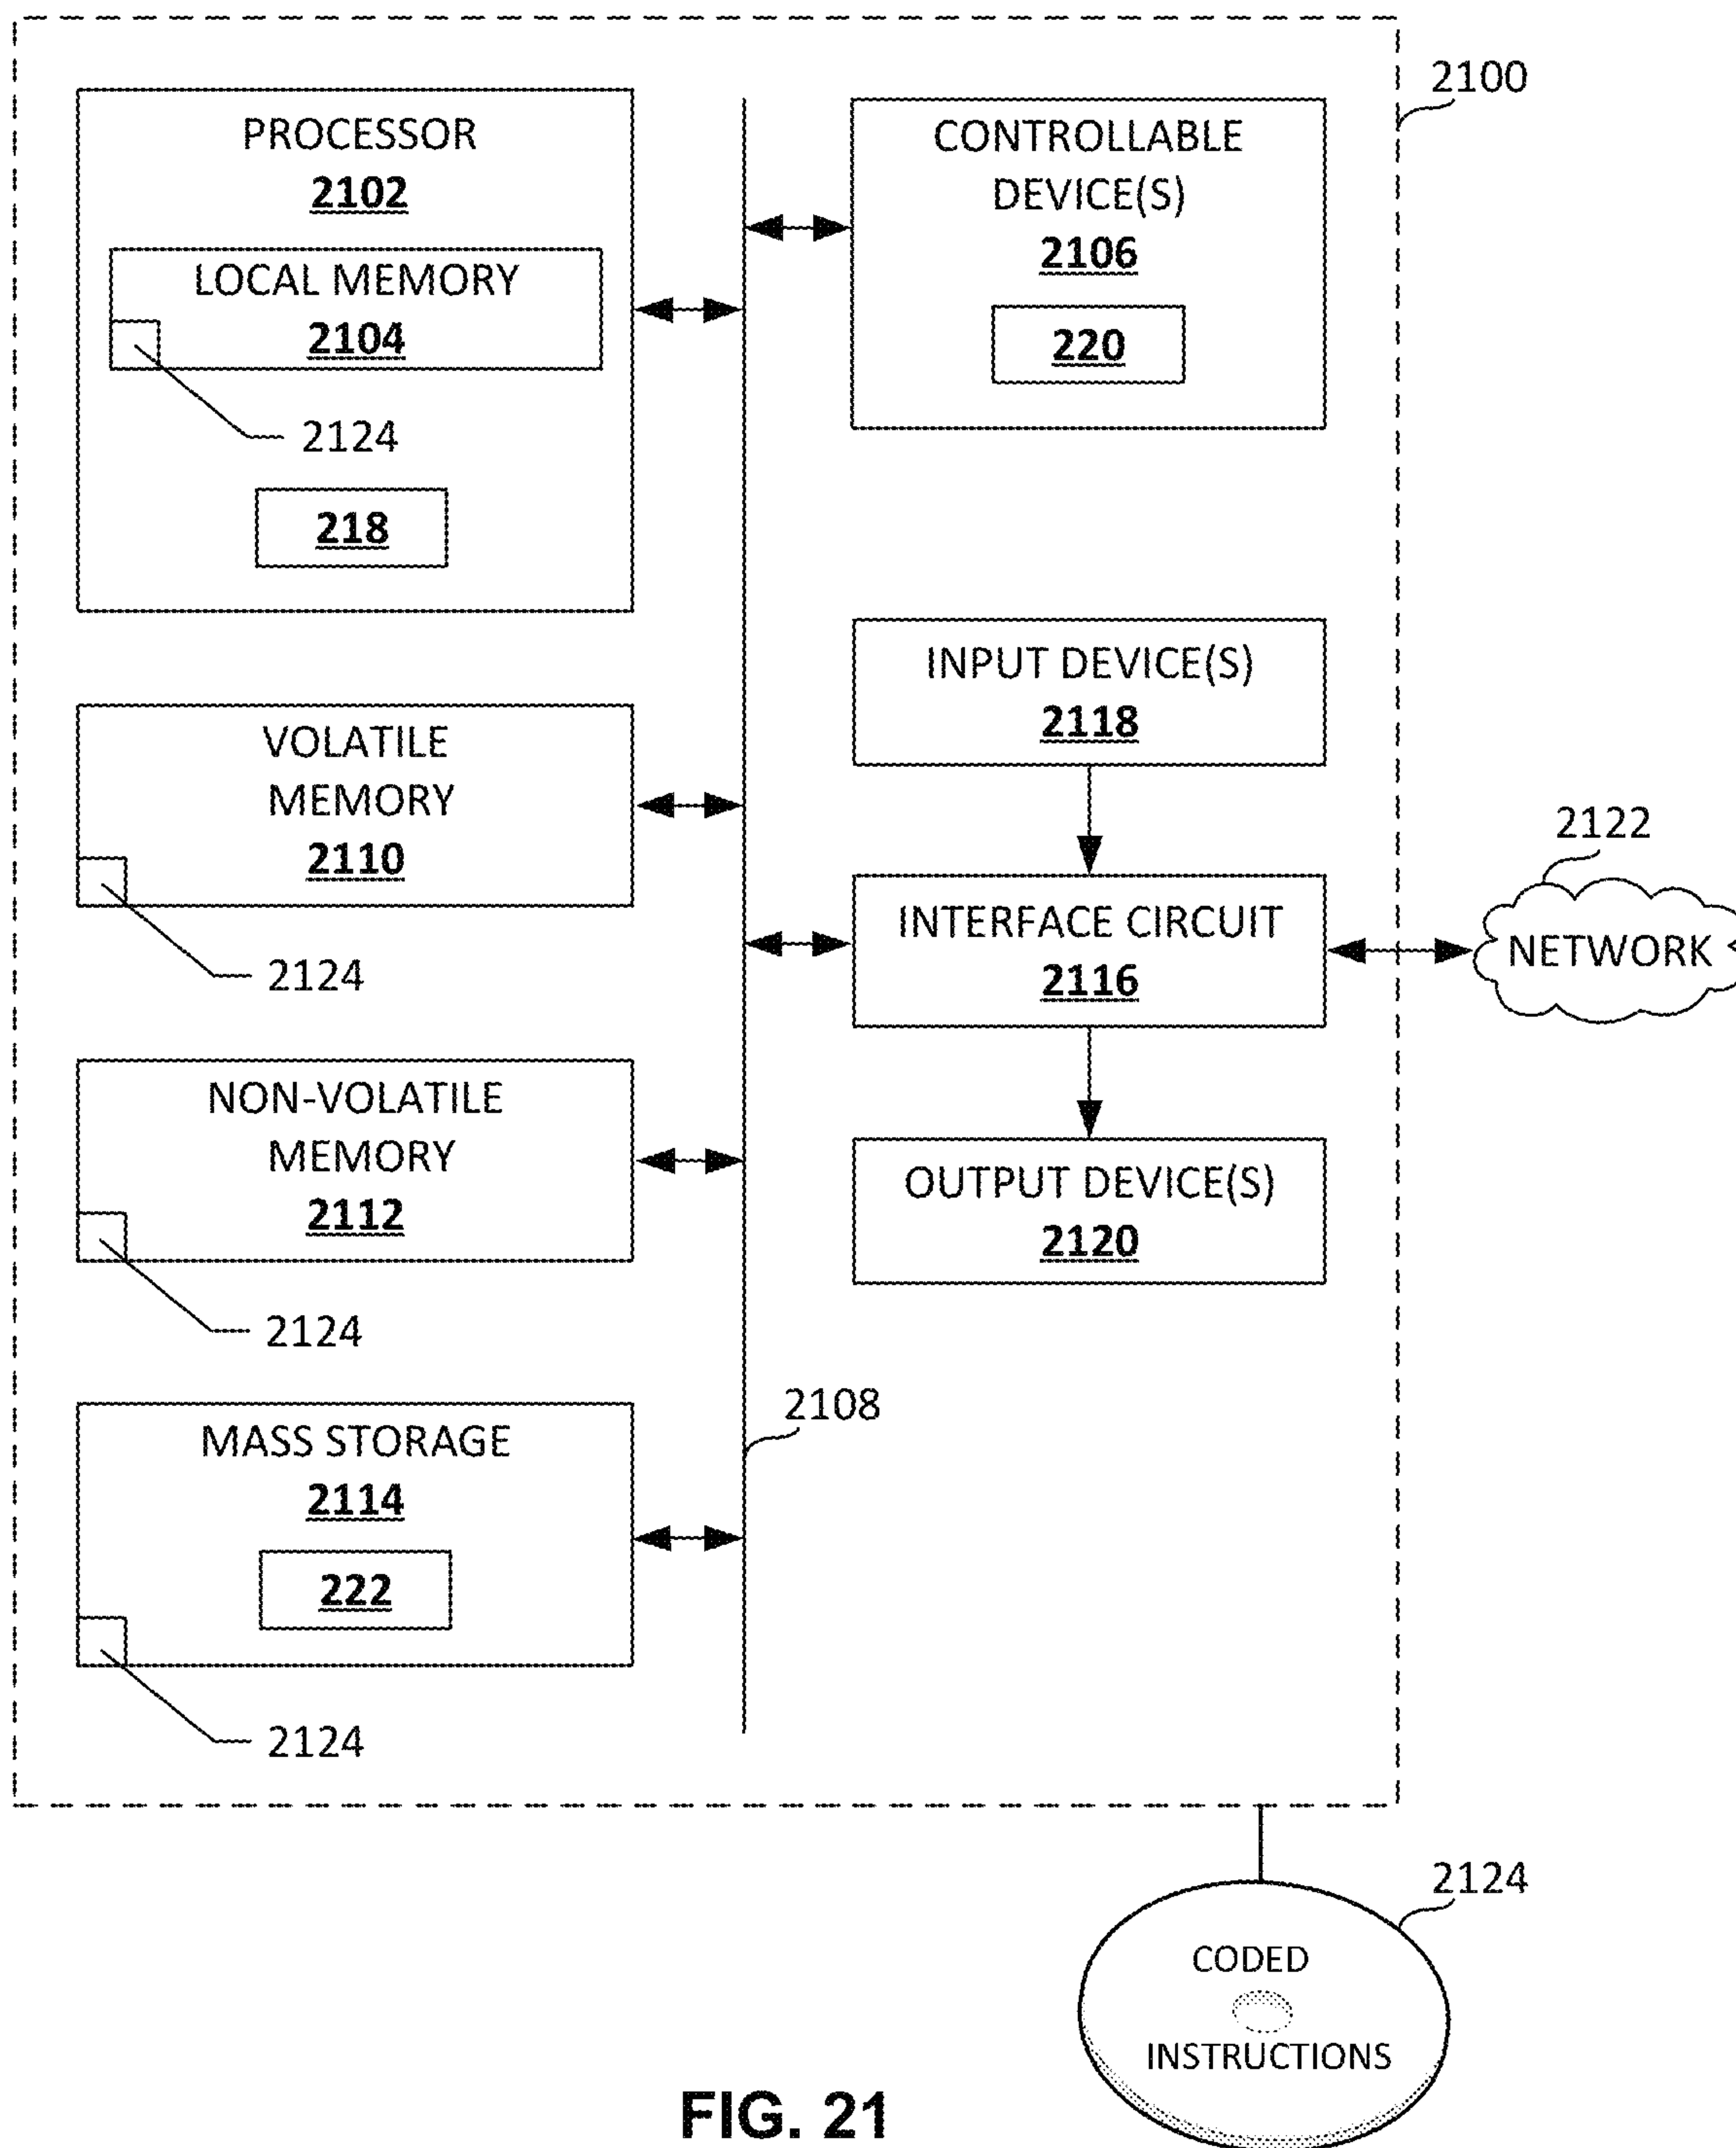 2100
PROCESSOR
2102
LOCAL MEMORY
2104
2124
218
CONTROLLABLE
DEVICE(S)
2106
220
INPUT DEVICE(S)
2118
VOLATILE
MEMORY
2110
2124
INTERFACE CIRCUIT
2116
2122
NETWORK
NON-VOLATILE
MEMORY
2112
2124
OUTPUT DEVICE(S)
2120
2108
MASS STORAGE
2114
222
2124
2124
CODED
INSTRUCTIONS
FIG. 21